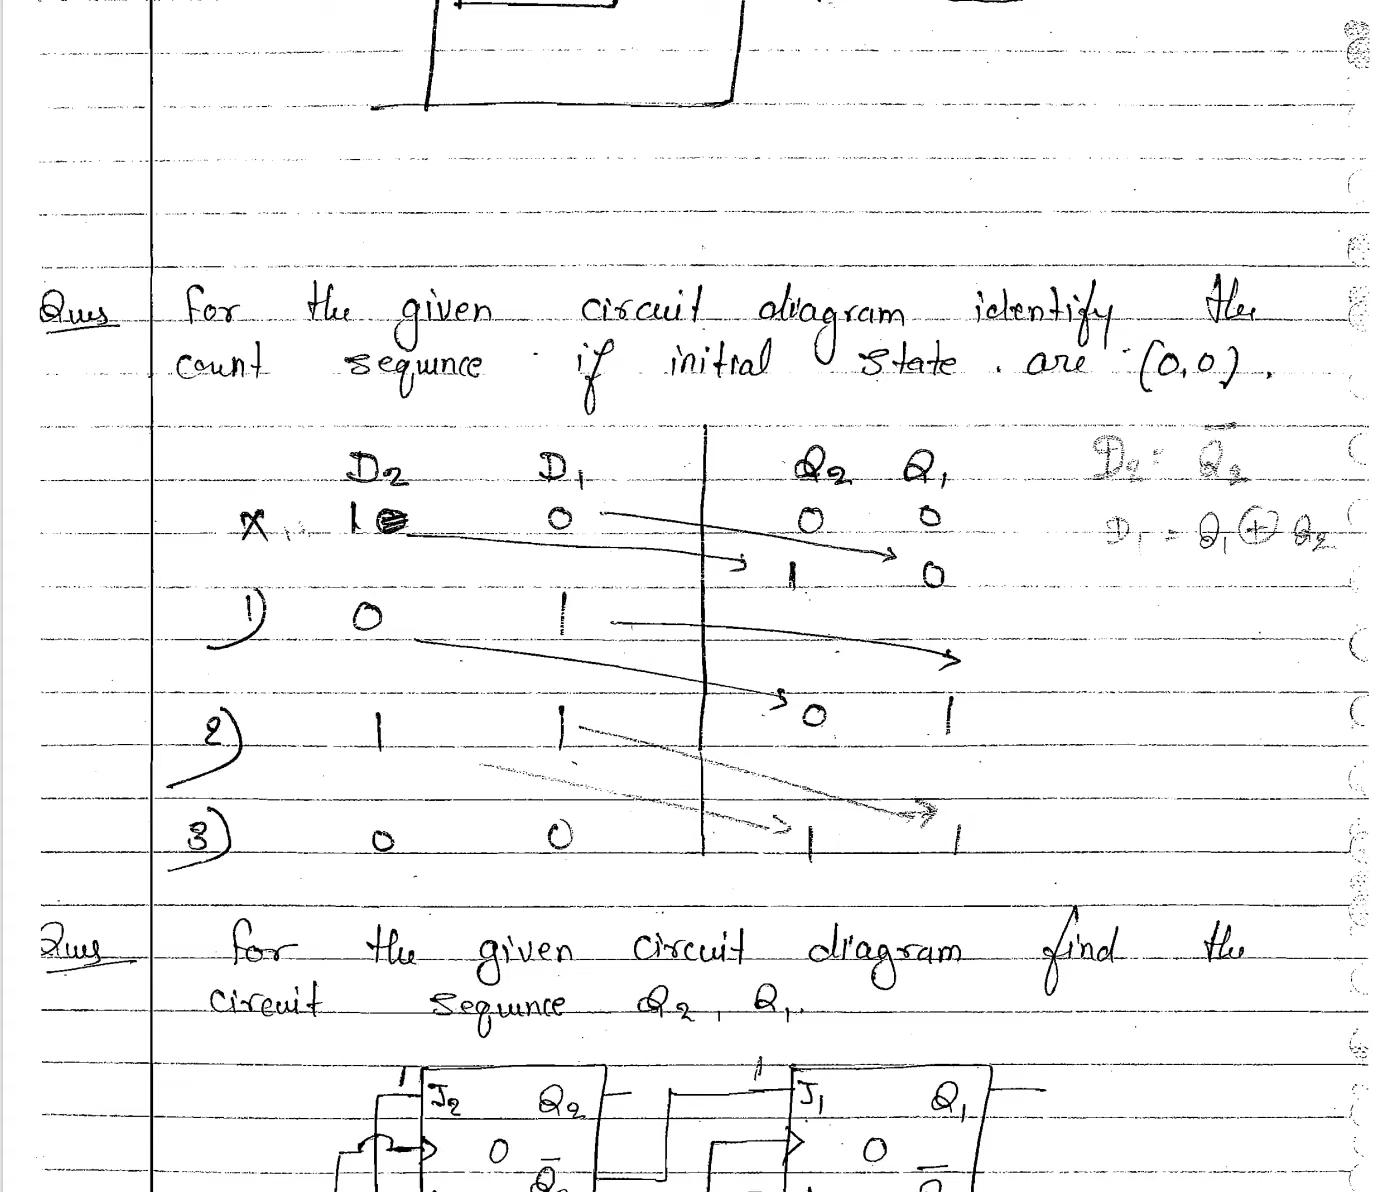 Ques for the given circuit diagram identify the
count sequnce if initial state are (0,0).
D2 D1 Q2 Q1 D2 = Q̅2
X 1 0 0 0 D1 = Q1 ⊕ Q2
1 0
1) 0 1
0 1
2) 1 1
3) 0 0 1 1
Ques for the given circuit diagram find the
circuit sequnce Q2, Q1.
1 1
J2 Q2 J1 Q1
0 0